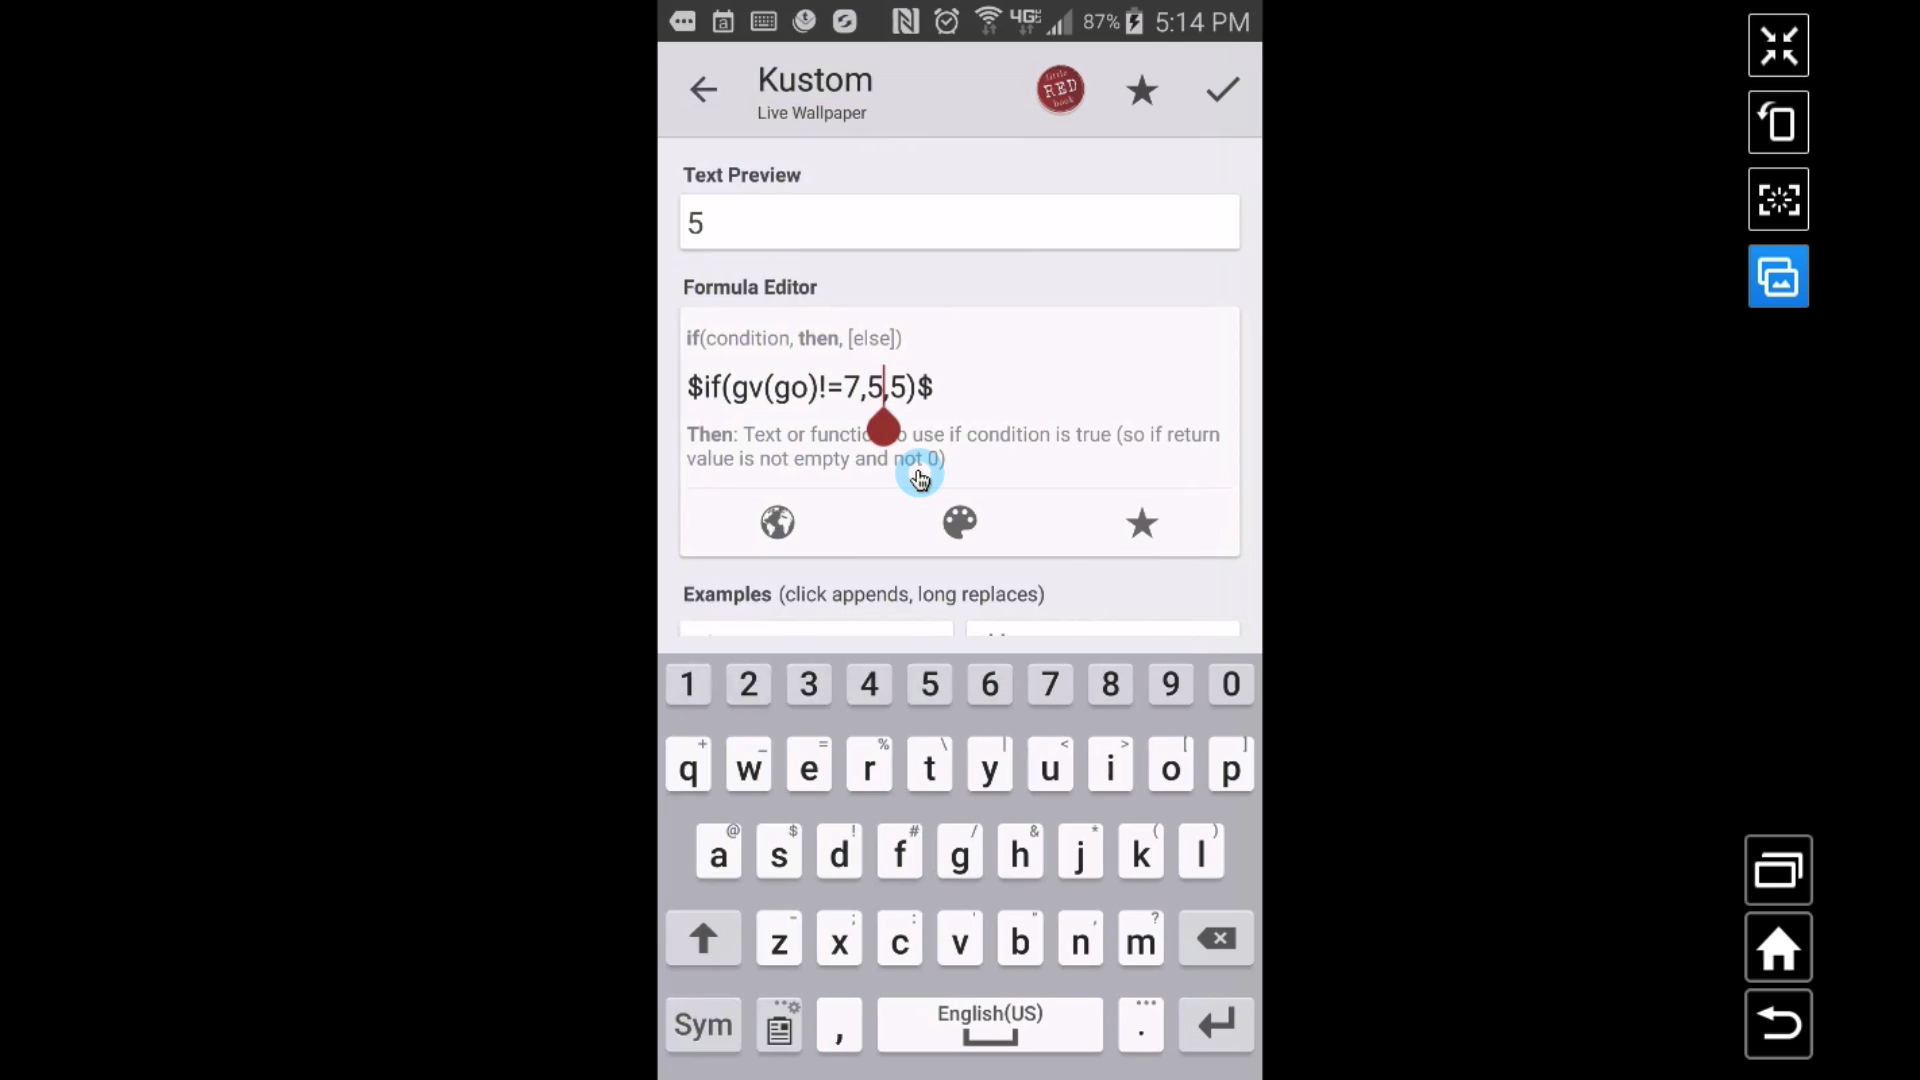 4G 87% 5:14 PM
Kustom
Live Wallpaper
little
RED
book
Text Preview
5
Formula Editor
if(condition, then, [else])
$if(gv(go)!=7,5,5)$
Then: Text or functi o use if condition is true (so if return
value is not empty and not 0)
Examples (click appends, long replaces)
1 2 3 4 5 6 7 8 9 0
+ _ = % \ | < > [ ]
q w e r t y u i o p
@ $ ! # / & * ( )
a s d f g h j k l
- ; : ' " , ?
z x c v b n m
Sym , English(US) .